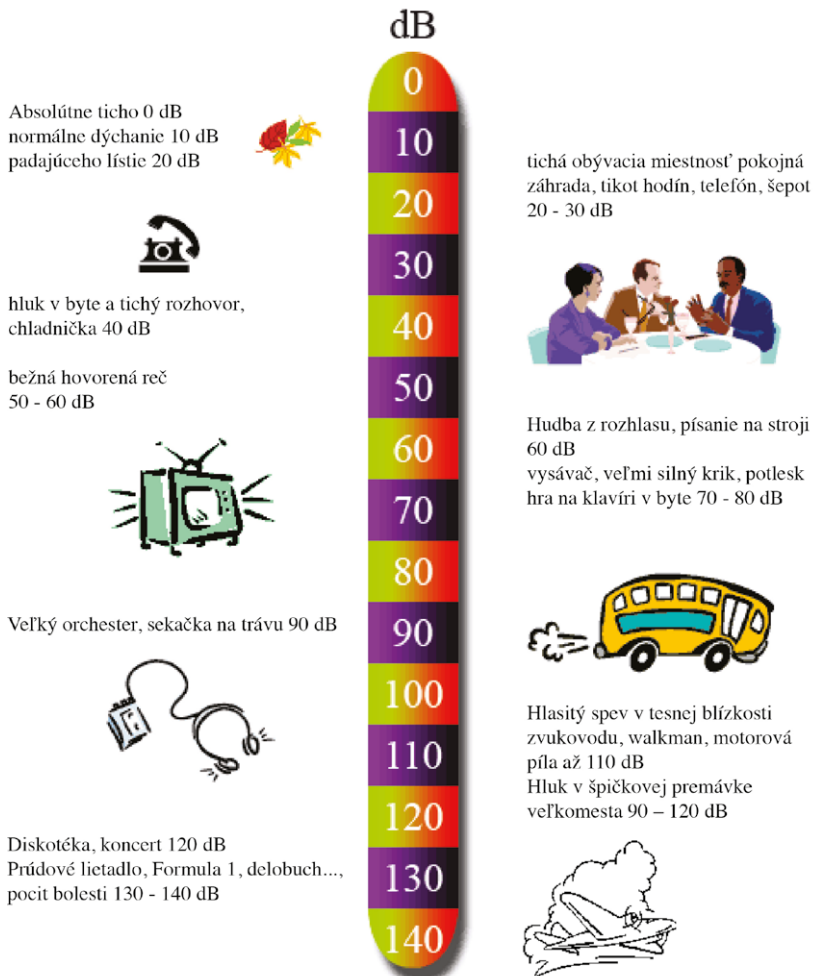 dB
0
10
20
30
40
50
60
70
80
90
100
110
120
130
140
Absolútne ticho 0 dB
normálne dýchanie 10 dB
padajúceho lístie 20 dB
hluk v byte a tichý rozhovor,
chladnička 40 dB
bežná hovorená reč
50 - 60 dB
Veľký orchester, sekačka na trávu 90 dB
Diskotéka, koncert 120 dB
Prúdové lietadlo, Formula 1, delobuch...,
pocit bolesti 130 - 140 dB
tichá obývacia miestnosť pokojná
záhrada, tikot hodín, telefón, šepot
20 - 30 dB
Hudba z rozhlasu, písanie na stroji
60 dB
vysávač, veľmi silný krik, potlesk
hra na klavíri v byte 70 - 80 dB
Hlasitý spev v tesnej blízkosti
zvukovodu, walkman, motorová
píla až 110 dB
Hluk v špičkovej premávke
veľkomesta 90 – 120 dB